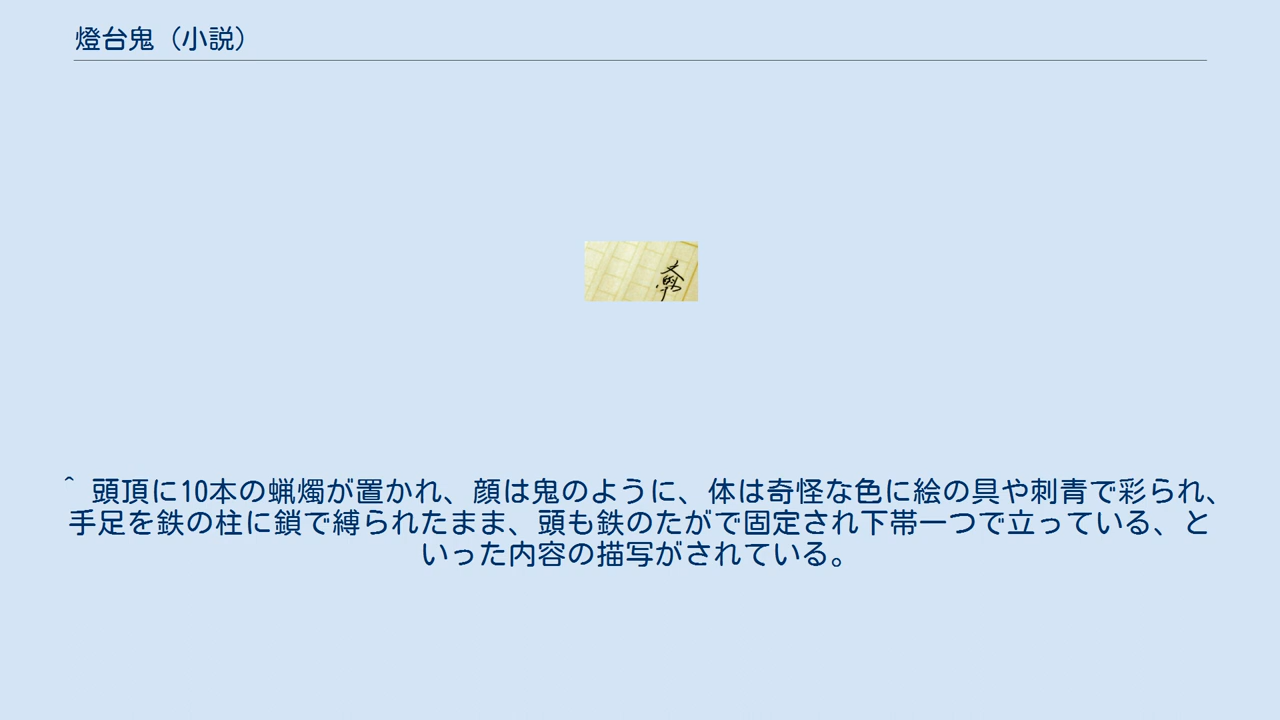 燈台鬼（小説）
^ 頭頂に10本の蝋燭が置かれ、顔は鬼のように、体は奇怪な色に絵の具や刺青で彩られ、
手足を鉄の柱に鎖で縛られたまま、頭も鉄のたがで固定され下帯一つで立っている、と
いった内容の描写がされている。